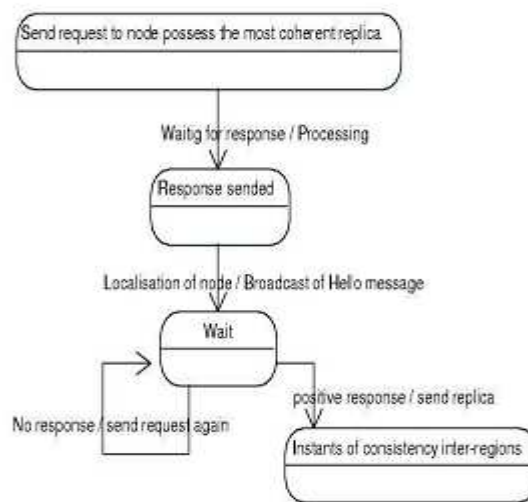 Send request to node possess the most coherent replica
Waitig for response / Processing
Response sended
Localisation of node / Broadcast of Hello message
Wait
positive response / send replica
No response / send request again
Instants of consistency inter-regions